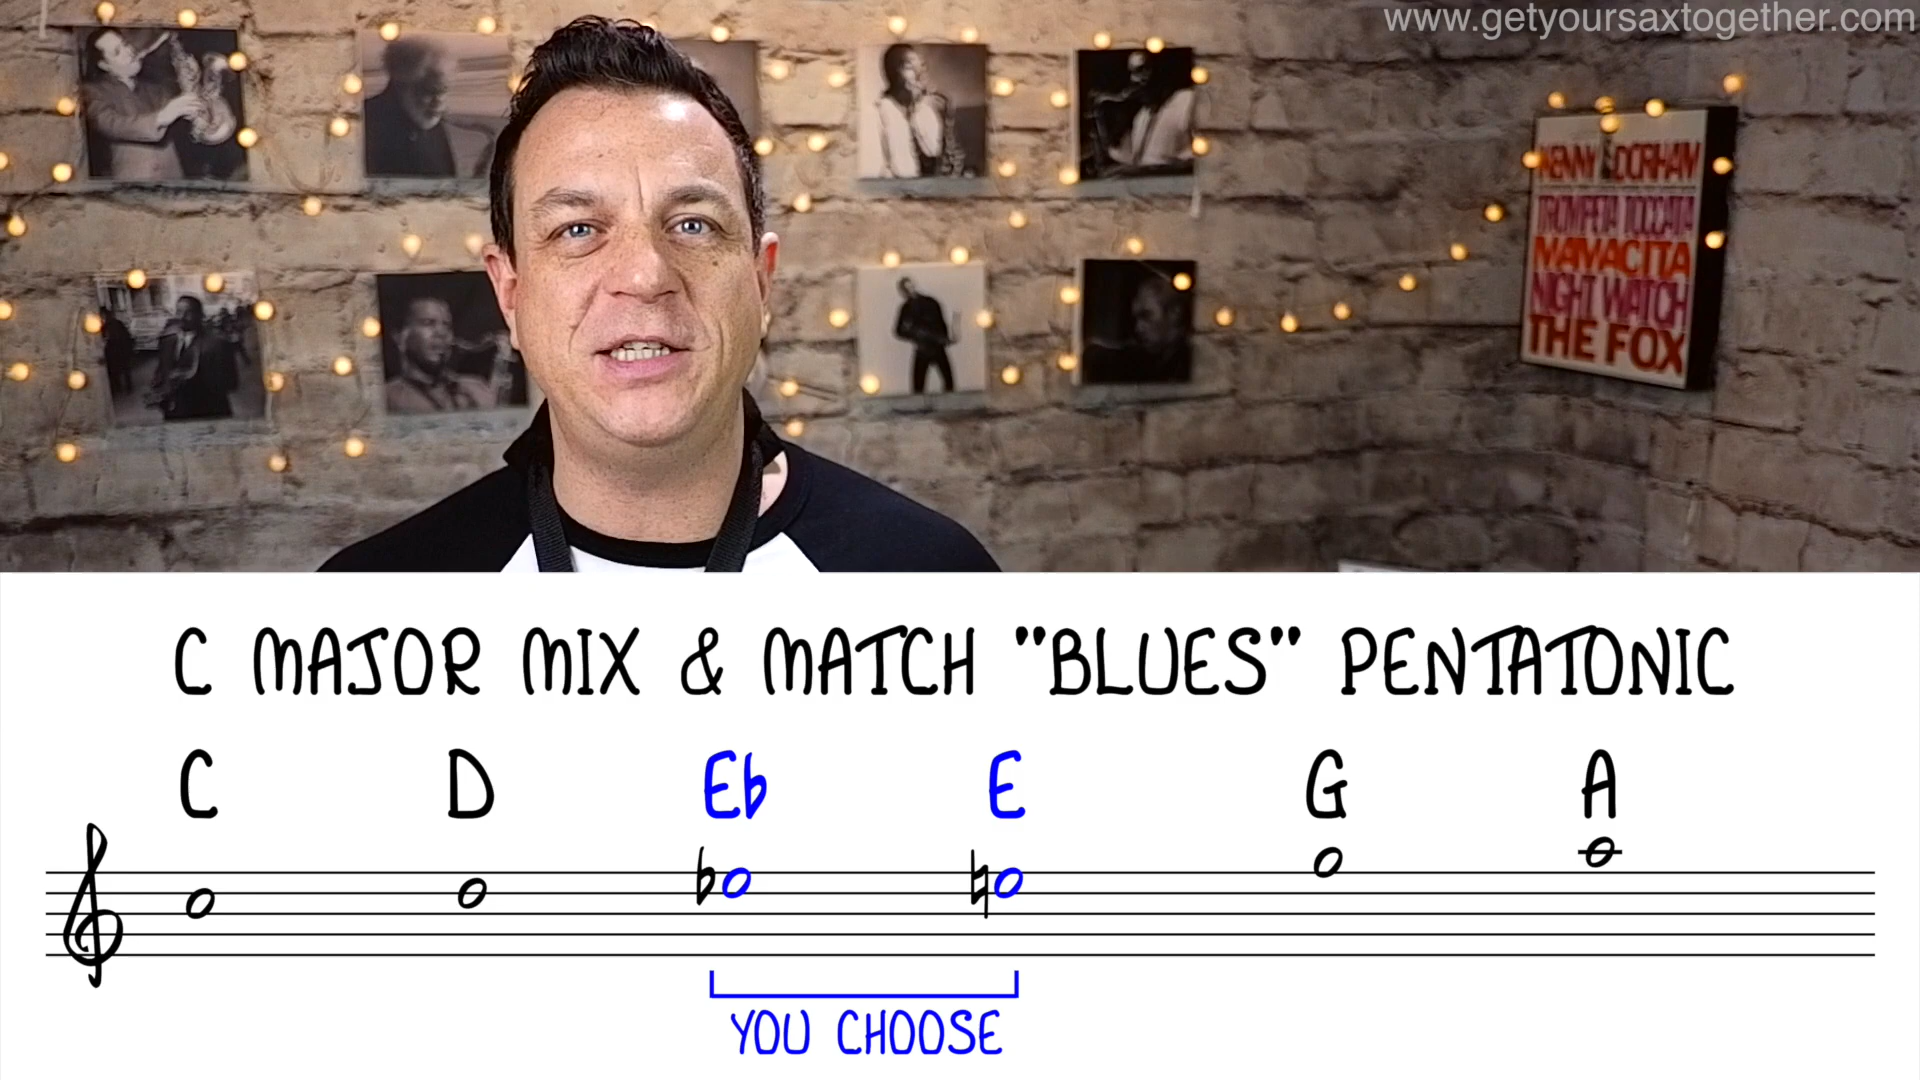 www.getyoursaxtogether.com
KENNY DORHAM
TROMPETA TOCCATA
MAMACITA
NIGHT WATCH
THE FOX
C MAJOR MIX & MATCH "BLUES" PENTATONIC
C D E♭ E G A
YOU CHOOSE